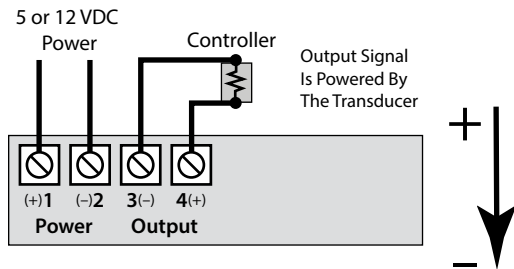 5 or 12 VDC
Power
Controller
Output Signal
Is Powered By
The Transducer
+
(+)1 (–)2 3(–) 4(+)
Power Output
–